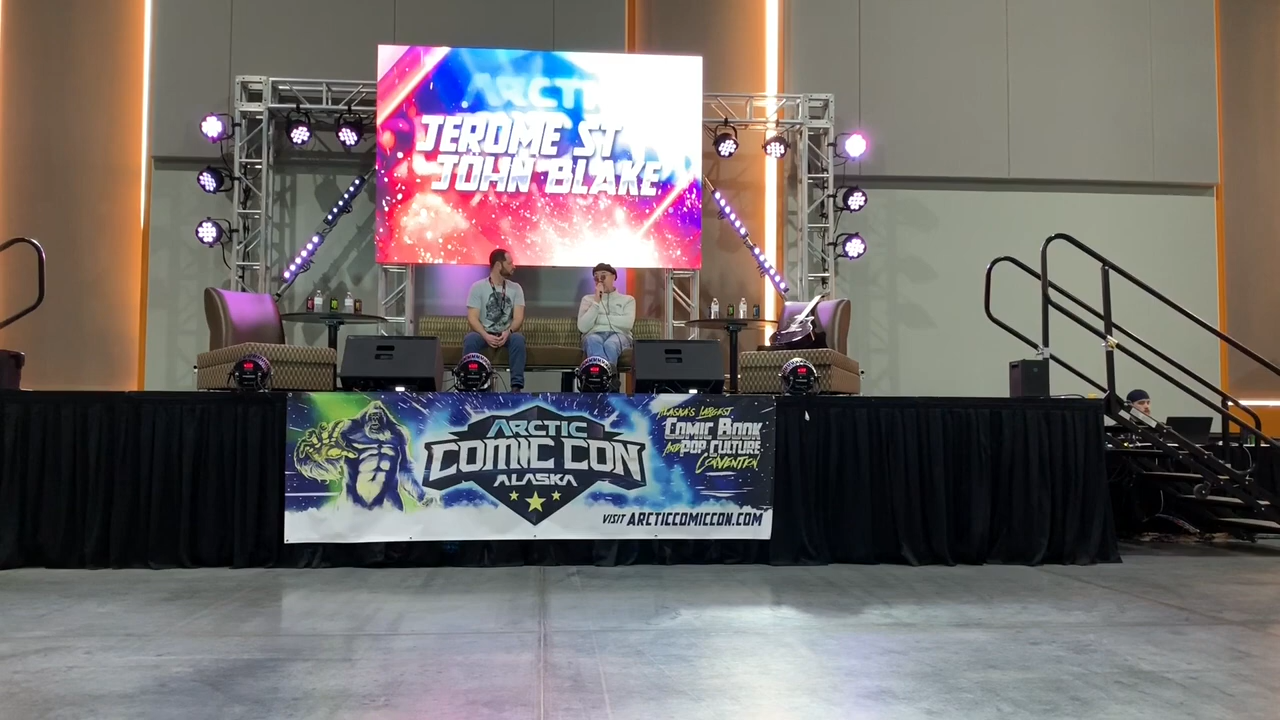 ARCTI
JEROME ST
JOHN BLAKE
ARCTIC
COMIC CON
ALASKA
ALASKA'S LARGEST
COMIC BOOK
AND POP CULTURE
CONVENTION
VISIT ARCTICCOMICCON.COM